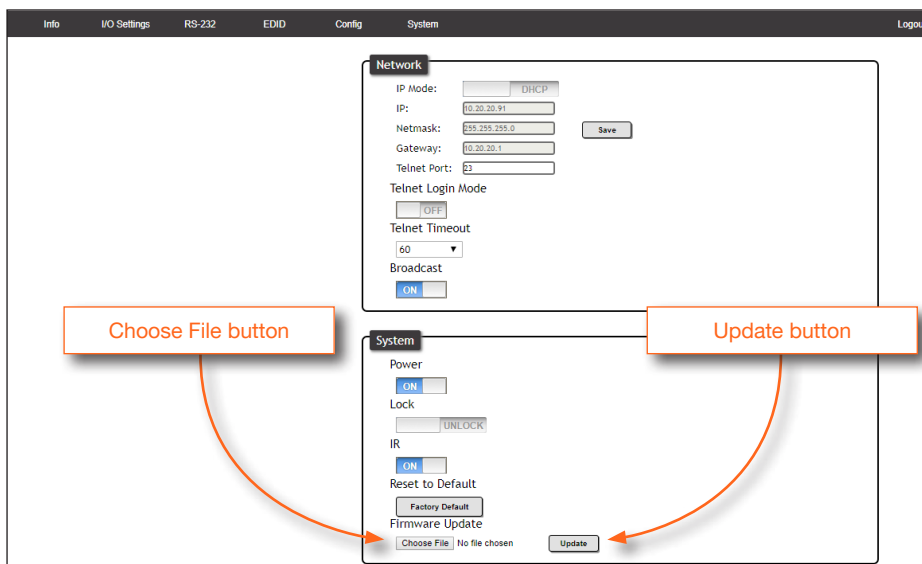 Info I/O Settings RS-232 EDID Config System Logou
Network
IP Mode: DHCP
IP: 10.20.20.91
Netmask: 255.255.255.0 Save
Gateway: 10.20.20.1
Telnet Port: 23
Telnet Login Mode
OFF
Telnet Timeout
60
Broadcast
ON
Choose File button Update button
System
Power
ON
Lock
UNLOCK
IR
ON
Reset to Default
Factory Default
Firmware Update
Choose File No file chosen Update